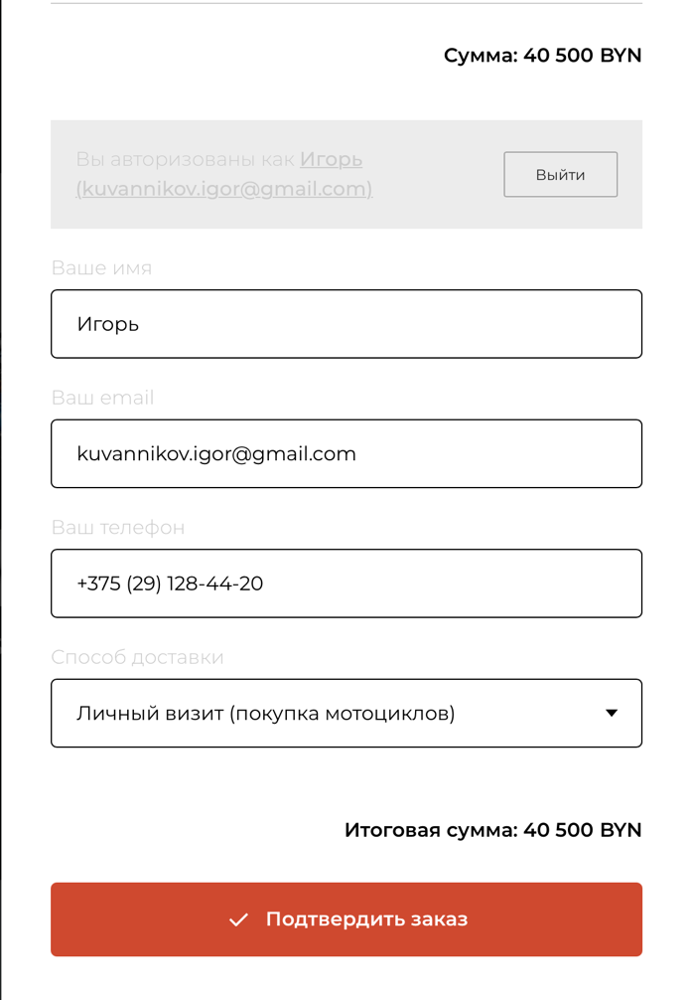 Сумма: 40 500 BYN
Вы авторизованы как Игорь
(kuvannikov.igor@gmail.com)
Выйти
Ваше имя
Игорь
Ваш email
kuvannikov.igor@gmail.com
Ваш телефон
+375 (29) 128-44-20
Способ доставки
Личный визит (покупка мотоциклов)
Итоговая сумма: 40 500 BYN
Подтвердить заказ